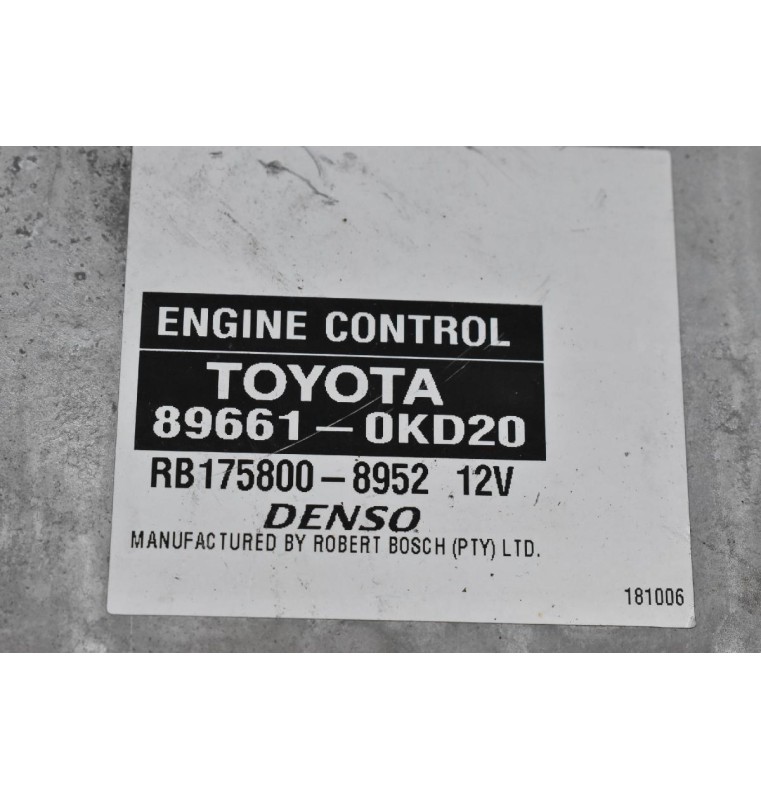 ENGINE CONTROL
TOYOTA
89661-0KD20
RB175800-8952 12V
DENSO
MANUFACTURED BY ROBERT BOSCH (PTY) LTD.
181006